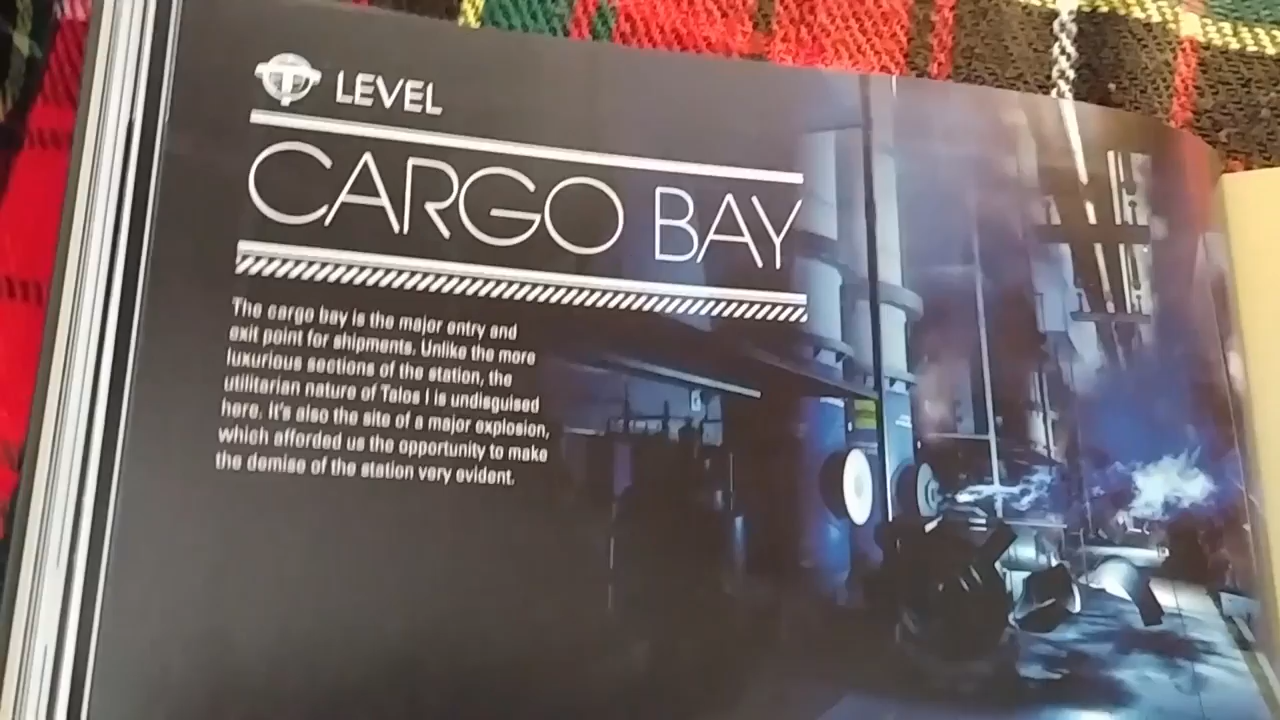 LEVEL
CARGO BAY
The cargo bay is the major entry and
exit point for shipments. Unlike the more
luxurious sections of the station, the
utilitarian nature of Talos I is undisguised
here. It's also the site of a major explosion,
which afforded us the opportunity to make
the demise of the station very evident.